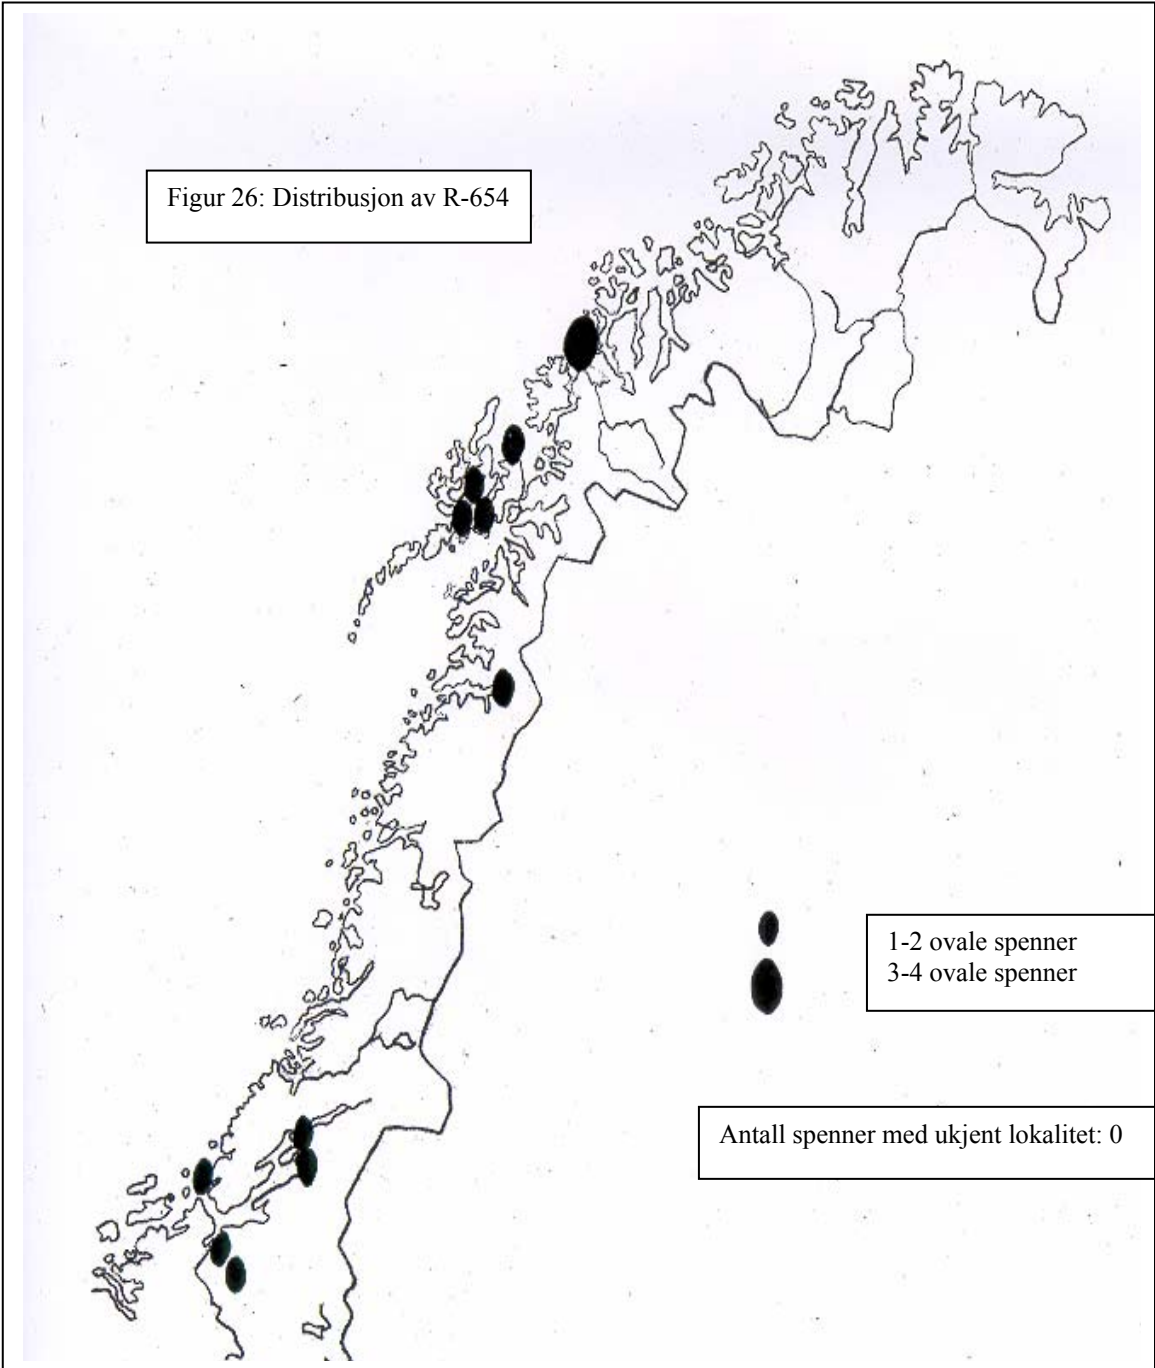 Figur 26: Distribusjon av R-654
1-2 ovale spenner
3-4 ovale spenner
Antall spenner med ukjent lokalitet: 0